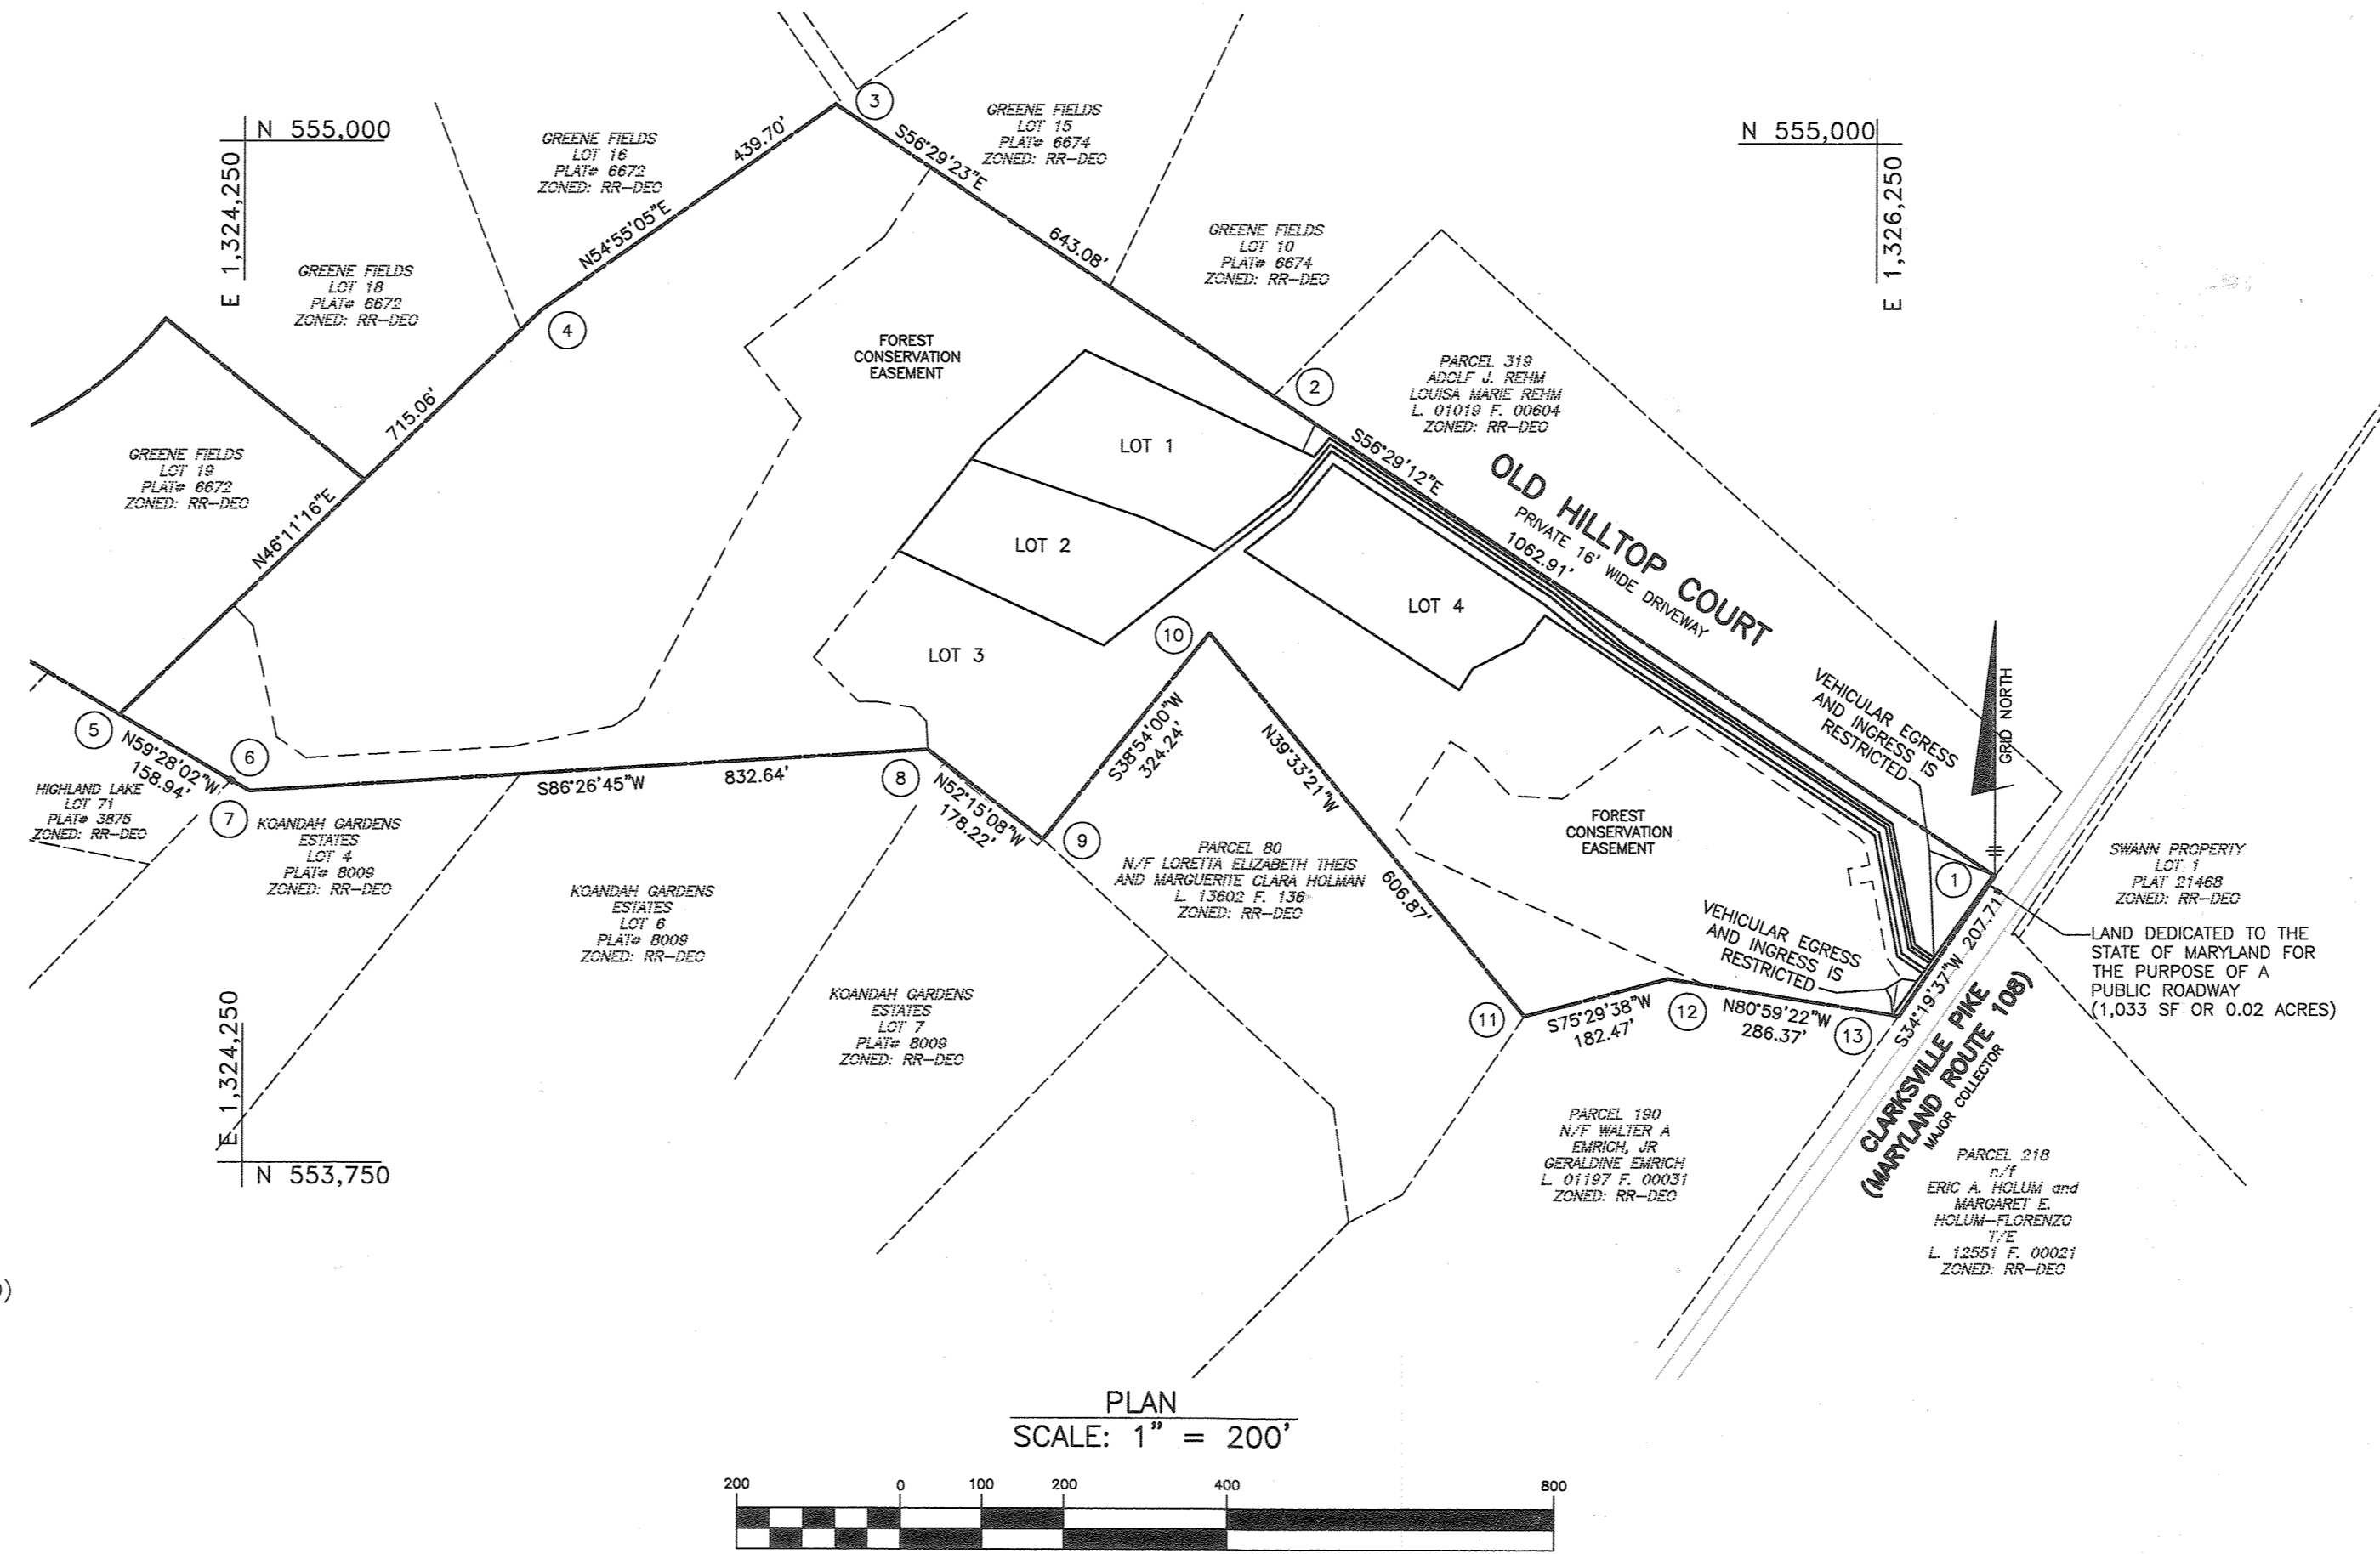 3
GREENE FIELDS
LOT 15
PLAT# 6674
ZONED: RR-DEO
N 555,000
E 1,324,250
N 555,000
E 1,326,250
GREENE FIELDS
LOT 16
PLAT# 6672
ZONED: RR-DEO
439.70'
N54°55'05"E
S56°29'23"E
643.08'
GREENE FIELDS
LOT 10
PLAT# 6674
ZONED: RR-DEO
GREENE FIELDS
LOT 18
PLAT# 6672
ZONED: RR-DEO
4
FOREST
CONSERVATION
EASEMENT
2
PARCEL 319
ADOLF J. REHM
LOUISA MARIE REHM
L. 01019 F. 00604
ZONED: RR-DEO
715.06'
N46°11'16"E
GREENE FIELDS
LOT 19
PLAT# 6672
ZONED: RR-DEO
LOT 1
LOT 2
LOT 3
LOT 4
S56°29'12"E
1062.91'
OLD HILLTOP COURT
PRIVATE 16' WIDE DRIVEWAY
10
VEHICULAR EGRESS
AND INGRESS IS
RESTRICTED
GRID NORTH
5
N59°28'02"W
158.94'
6
7
S86°26'45"W
832.64'
8
N52°15'08"W
178.22'
S38°54'00"W
324.24'
9
N39°33'21"W
606.87'
HIGHLAND LAKE
LOT 71
PLAT# 3875
ZONED: RR-DEO
KOANDAH GARDENS
ESTATES
LOT 4
PLAT# 8009
ZONED: RR-DEO
KOANDAH GARDENS
ESTATES
LOT 6
PLAT# 8009
ZONED: RR-DEO
KOANDAH GARDENS
ESTATES
LOT 7
PLAT# 8009
ZONED: RR-DEO
PARCEL 80
N/F LORETTA ELIZABETH THEIS
AND MARGUERITE CLARA HOLMAN
L. 13602 F. 136
ZONED: RR-DEO
FOREST
CONSERVATION
EASEMENT
1
SWANN PROPERTY
LOT 1
PLAT 21468
ZONED: RR-DEO
VEHICULAR EGRESS
AND INGRESS IS
RESTRICTED
LAND DEDICATED TO THE
STATE OF MARYLAND FOR
THE PURPOSE OF A
PUBLIC ROADWAY
(1,033 SF OR 0.02 ACRES)
11
S75°29'38"W
182.47'
12
N80°59'22"W
286.37'
13
S34°19'37"W 207.71'
CLARKSVILLE PIKE
(MARYLAND ROUTE 108)
MAJOR COLLECTOR
E 1,324,250
N 553,750
PARCEL 190
N/F WALTER A
EMRICH, JR
GERALDINE EMRICH
L. 01197 F. 00031
ZONED: RR-DEO
PARCEL 218
n/f
ERIC A. HOLUM and
MARGARET E.
HOLUM-FLORENZO
T/E
L. 12551 F. 00021
ZONED: RR-DEO
PLAN
SCALE: 1" = 200'
200 0 100 200 400 800